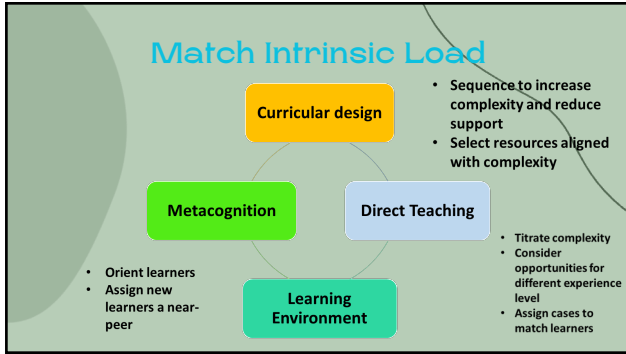 Match Intrinsic Load
Curricular design
• Sequence to increase
complexity and reduce
support
• Select resources aligned
with complexity
Metacognition
Direct Teaching
• Titrate complexity
• Consider
opportunities for
different experience
level
• Assign cases to
match learners
• Orient learners
• Assign new
learners a near-
peer
Learning
Environment